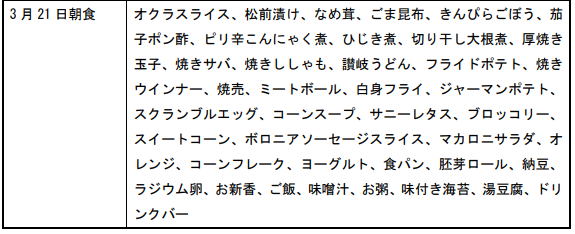 3月21日朝食
オクラスライス、松前漬け、なめ茸、ごま昆布、きんぴらごぼう、茄
子ポン酢、ピリ辛こんにゃく煮、ひじき煮、切り干し大根煮、厚焼き
玉子、焼きサバ、焼きししゃも、讃岐うどん、フライドポテト、焼き
ウインナー、焼売、ミートボール、白身フライ、ジャーマンポテト、
スクランブルエッグ、コーンスープ、サニーレタス、ブロッコリー、
スイートコーン、ボロニアソーセージスライス、マカロニサラダ、オ
レンジ、コーンフレーク、ヨーグルト、食パン、胚芽ロール、納豆、
ラジウム卵、お新香、ご飯、味噌汁、お粥、味付き海苔、湯豆腐、ドリ
ンクバー